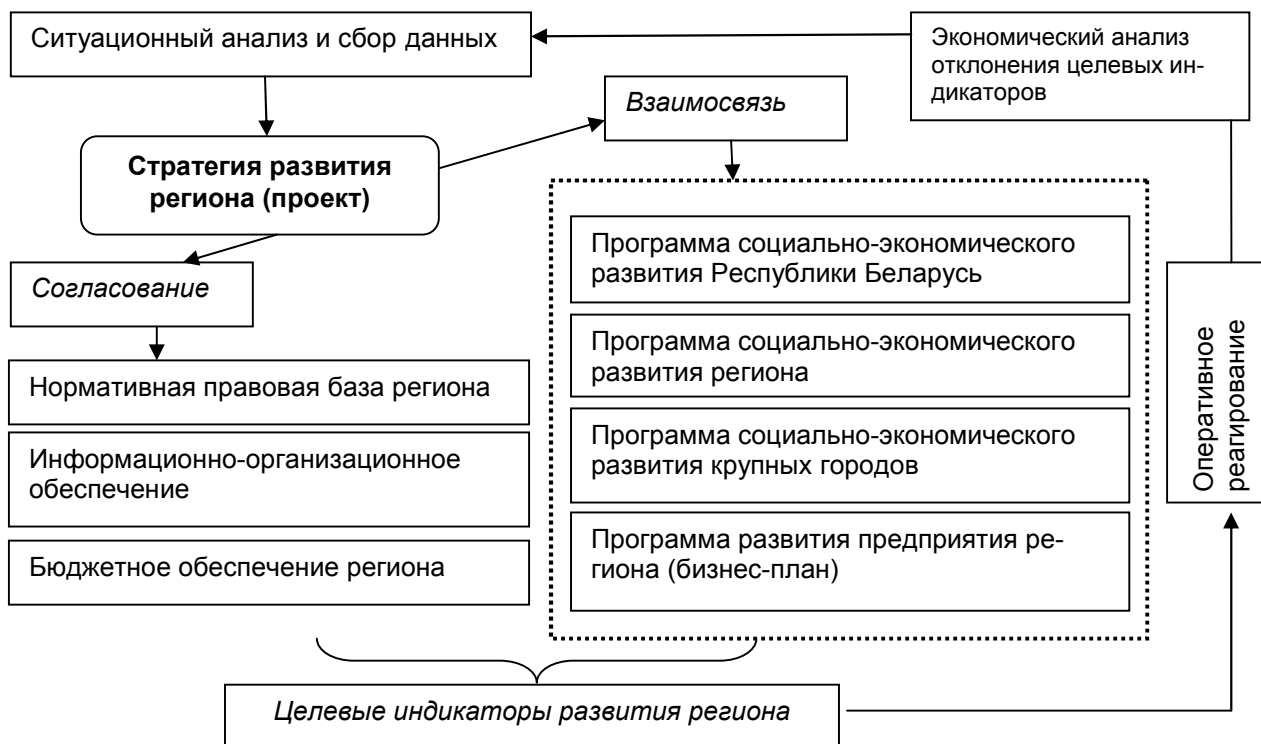 Ситуационный анализ и сбор данных
Экономический анализ
отклонения целевых ин-
дикаторов
Взаимосвязь
Стратегия развития
региона (проект)
Согласование
Нормативная правовая база региона
Информационно-организационное
обеспечение
Бюджетное обеспечение региона
Программа социально-экономического
развития Республики Беларусь
Программа социально-экономического
развития региона
Программа социально-экономического
развития крупных городов
Программа развития предприятия ре-
гиона (бизнес-план)
Оперативное
реагирование
Целевые индикаторы развития региона